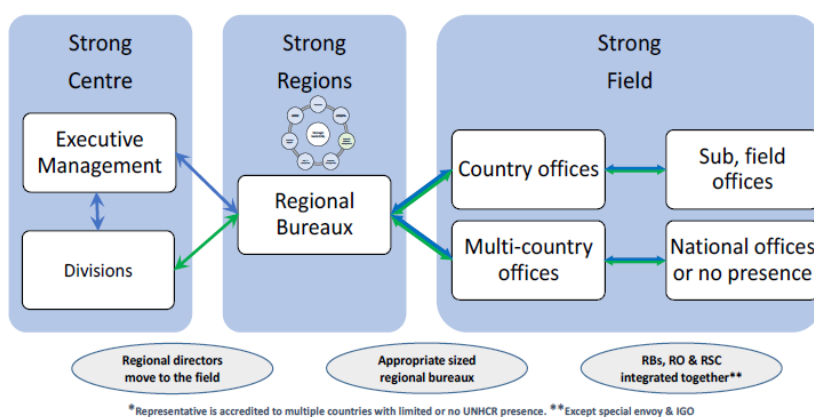 Strong
Centre
Strong
Regions
Strong
Field
Executive
Management
Divisions
Regional
Bureaux
Country offices
Sub, field
offices
Multi-country
offices
National offices
or no presence
Regional directors
move to the field
Appropriate sized
regional bureaux
RBs, RO & RSC
integrated together**
*Representative is accredited to multiple countries with limited or no UNHCR presence. **Except special envoy & IGO